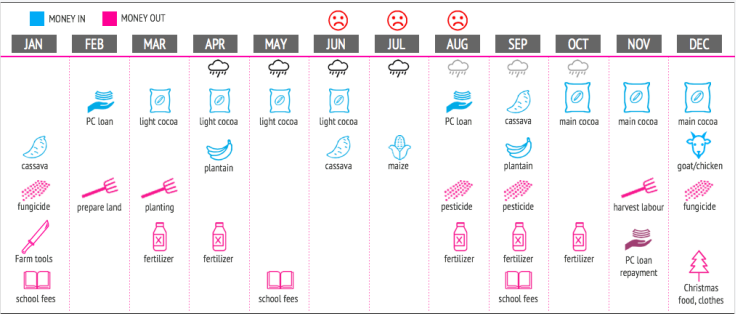 MONEY IN MONEY OUT
JAN FEB MAR APR MAY JUN JUL AUG SEP OCT NOV DEC
PC loan light cocoa light cocoa light cocoa light cocoa PC loan cassava main cocoa main cocoa main cocoa
cassava plantain cassava maize plantain goat/chicken
fungicide prepare land planting pesticide pesticide harvest labour fungicide
Farm tools fertilizer fertilizer fertilizer fertilizer fertilizer PC loan
repayment
Christmas
food, clothes
school fees school fees school fees